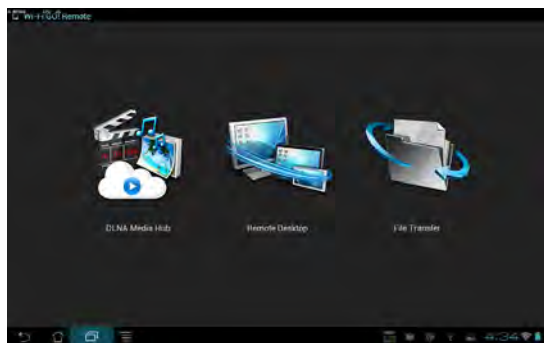 Wi-Fi GO! Remote
DLNA Media Hub
Remote Desktop
File Transfer
4:34